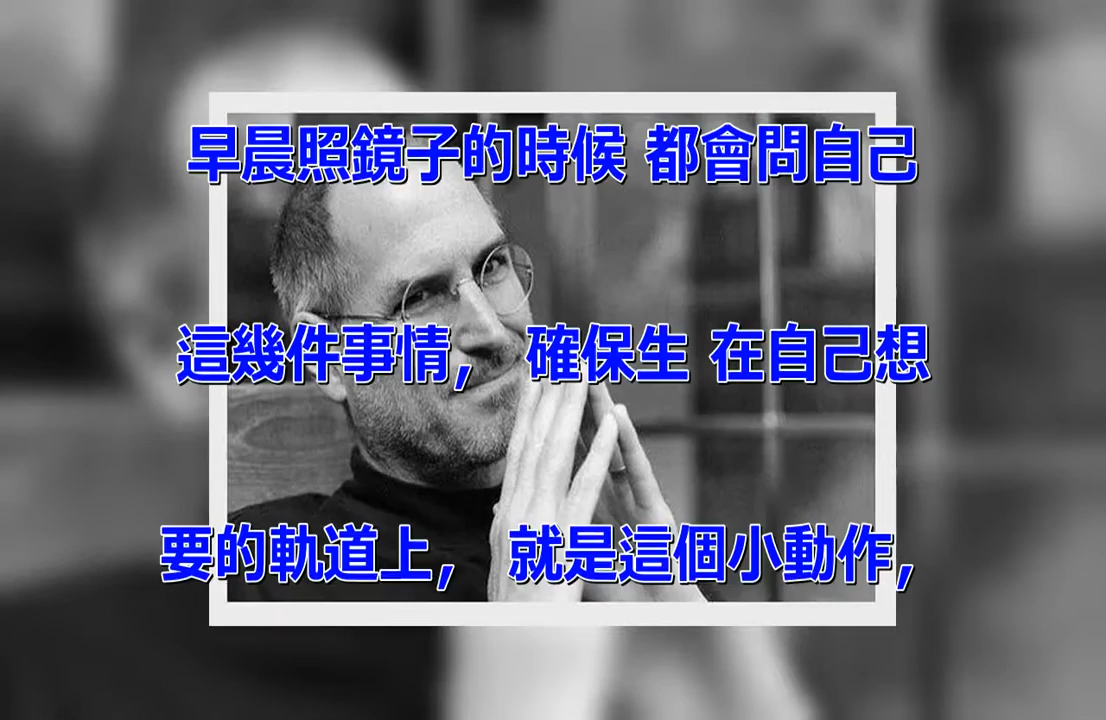 早晨照鏡子的時候 都會問自己
這幾件事情， 確保生 在自己想
要的軌道上， 就是這個小動作，